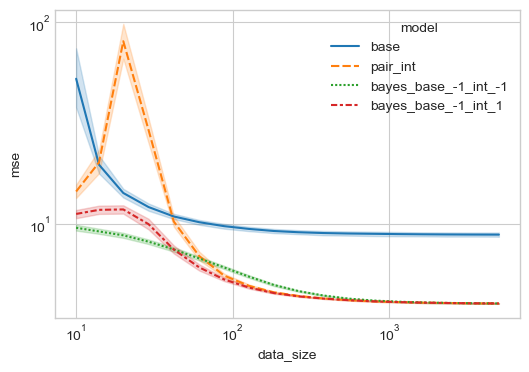 10²
10¹
mse
10¹
10²
10³
data_size
model
base
pair_int
bayes_base_-1_int_-1
bayes_base_-1_int_1